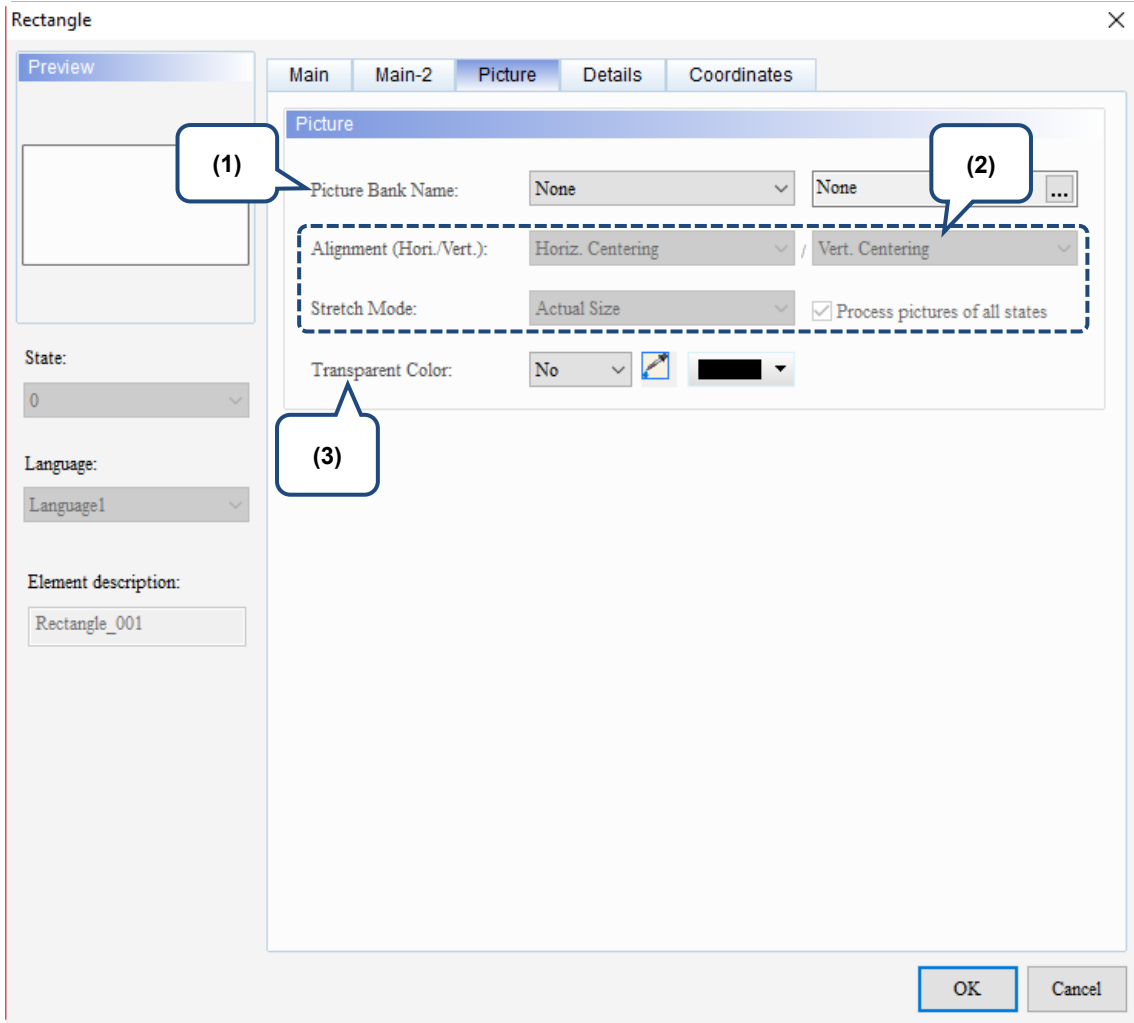 Rectangle
Preview
Main Main-2 Picture Details Coordinates
Picture
(1)
(2)
Picture Bank Name: None None ...
Alignment (Hori./Vert.): Horiz. Centering / Vert. Centering
Stretch Mode: Actual Size Process pictures of all states
Transparent Color: No
(3)
State:
0
Language:
Language1
Element description:
Rectangle_001
OK Cancel